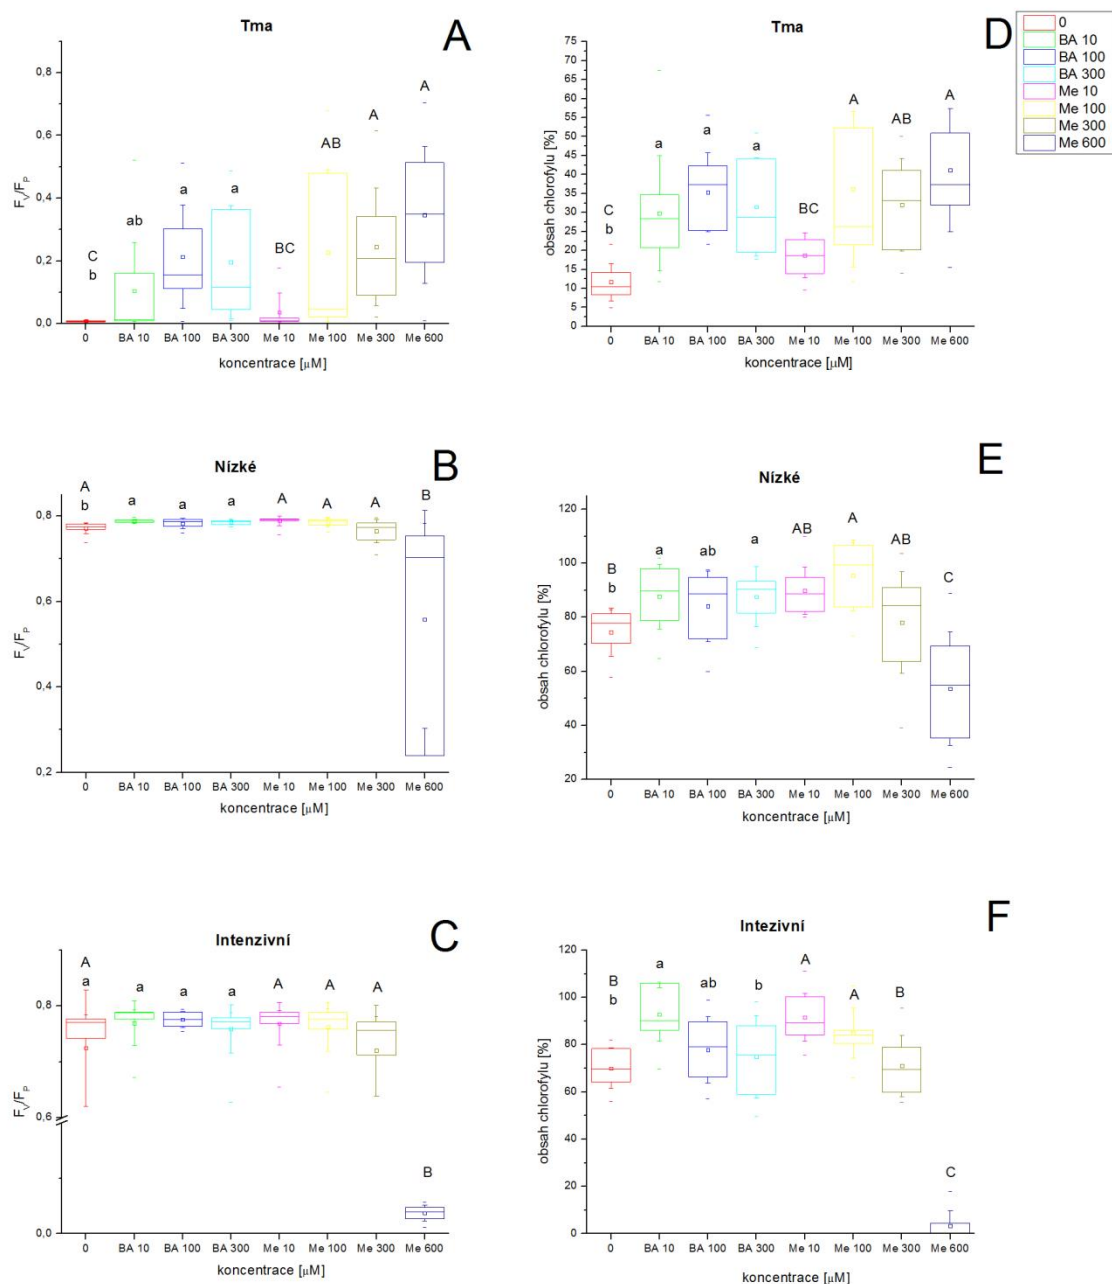 Tma
A
F_V/F_P
0,8
0,6
0,4
0,2
0,0
C
b
ab
a
a
BC
AB
A
A
0 BA 10 BA 100 BA 300 Me 10 Me 100 Me 300 Me 600
koncentrace [µM]
Tma
D
obsah chlorofylu [%]
75
70
65
60
55
50
45
40
35
30
25
20
15
10
5
0
C
b
a
a
a
BC
A
AB
A
0 BA 10 BA 100 BA 300 Me 10 Me 100 Me 300 Me 600
koncentrace [µM]
0
BA 10
BA 100
BA 300
Me 10
Me 100
Me 300
Me 600
Nízké
B
F_V/F_P
0,8
0,6
0,4
0,2
A
b
a
a
a
A
A
A
B
0 BA 10 BA 100 BA 300 Me 10 Me 100 Me 300 Me 600
koncentrace [µM]
Nízké
E
obsah chlorofylu [%]
120
100
80
60
40
20
B
b
a
ab
a
AB
A
AB
C
0 BA 10 BA 100 BA 300 Me 10 Me 100 Me 300 Me 600
koncentrace [µM]
Intenzivní
C
F_V/F_P
0,8
0,6
0,0
A
a
a
a
a
A
A
A
B
0 BA 10 BA 100 BA 300 Me 10 Me 100 Me 300 Me 600
koncentrace [µM]
Intezivní
F
obsah chlorofylu [%]
120
100
80
60
40
20
0
B
b
a
ab
b
A
A
B
C
0 BA 10 BA 100 BA 300 Me 10 Me 100 Me 300 Me 600
koncentrace [µM]